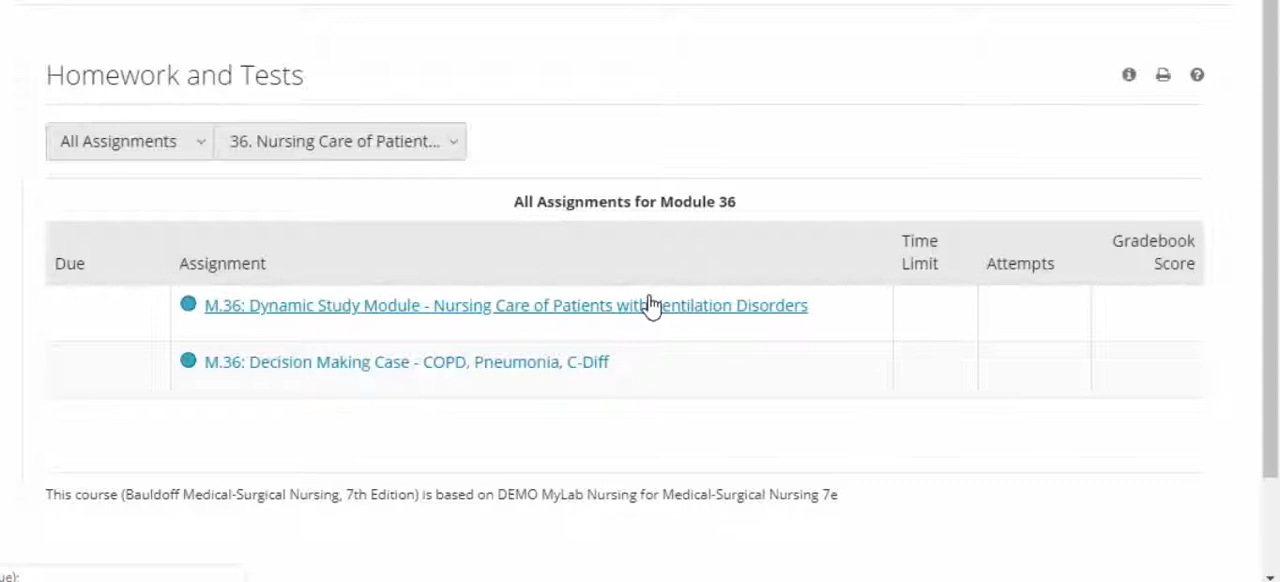 Homework and Tests
All Assignments
36. Nursing Care of Patient...
All Assignments for Module 36
Due
Assignment
Time Limit
Attempts
Gradebook Score
M.36: Dynamic Study Module - Nursing Care of Patients with entilation Disorders
M.36: Decision Making Case - COPD, Pneumonia, C-Diff
This course (Bauldoff Medical-Surgical Nursing, 7th Edition) is based on DEMO MyLab Nursing for Medical-Surgical Nursing 7e
ue):